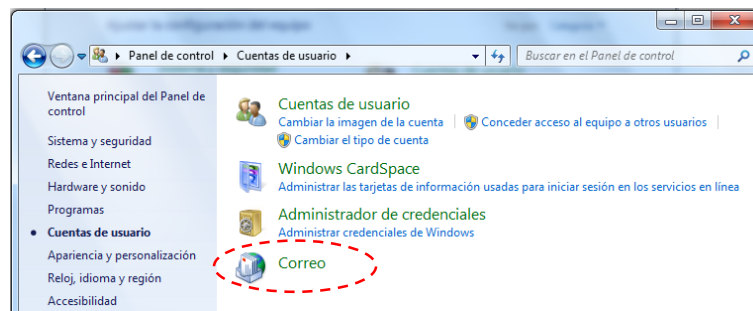 Ajustar la configuración del equipo
Panel de control ▸ Cuentas de usuario ▸
Buscar en el Panel de control
Ventana principal del Panel de
control
Sistema y seguridad
Redes e Internet
Hardware y sonido
Programas
Cuentas de usuario
Apariencia y personalización
Reloj, idioma y región
Accesibilidad
Cuentas de usuario
Cambiar la imagen de la cuenta
Conceder acceso al equipo a otros usuarios
Cambiar el tipo de cuenta
Windows CardSpace
Administrar las tarjetas de información usadas para iniciar sesión en los servicios en línea
Administrador de credenciales
Administrar credenciales de Windows
Correo